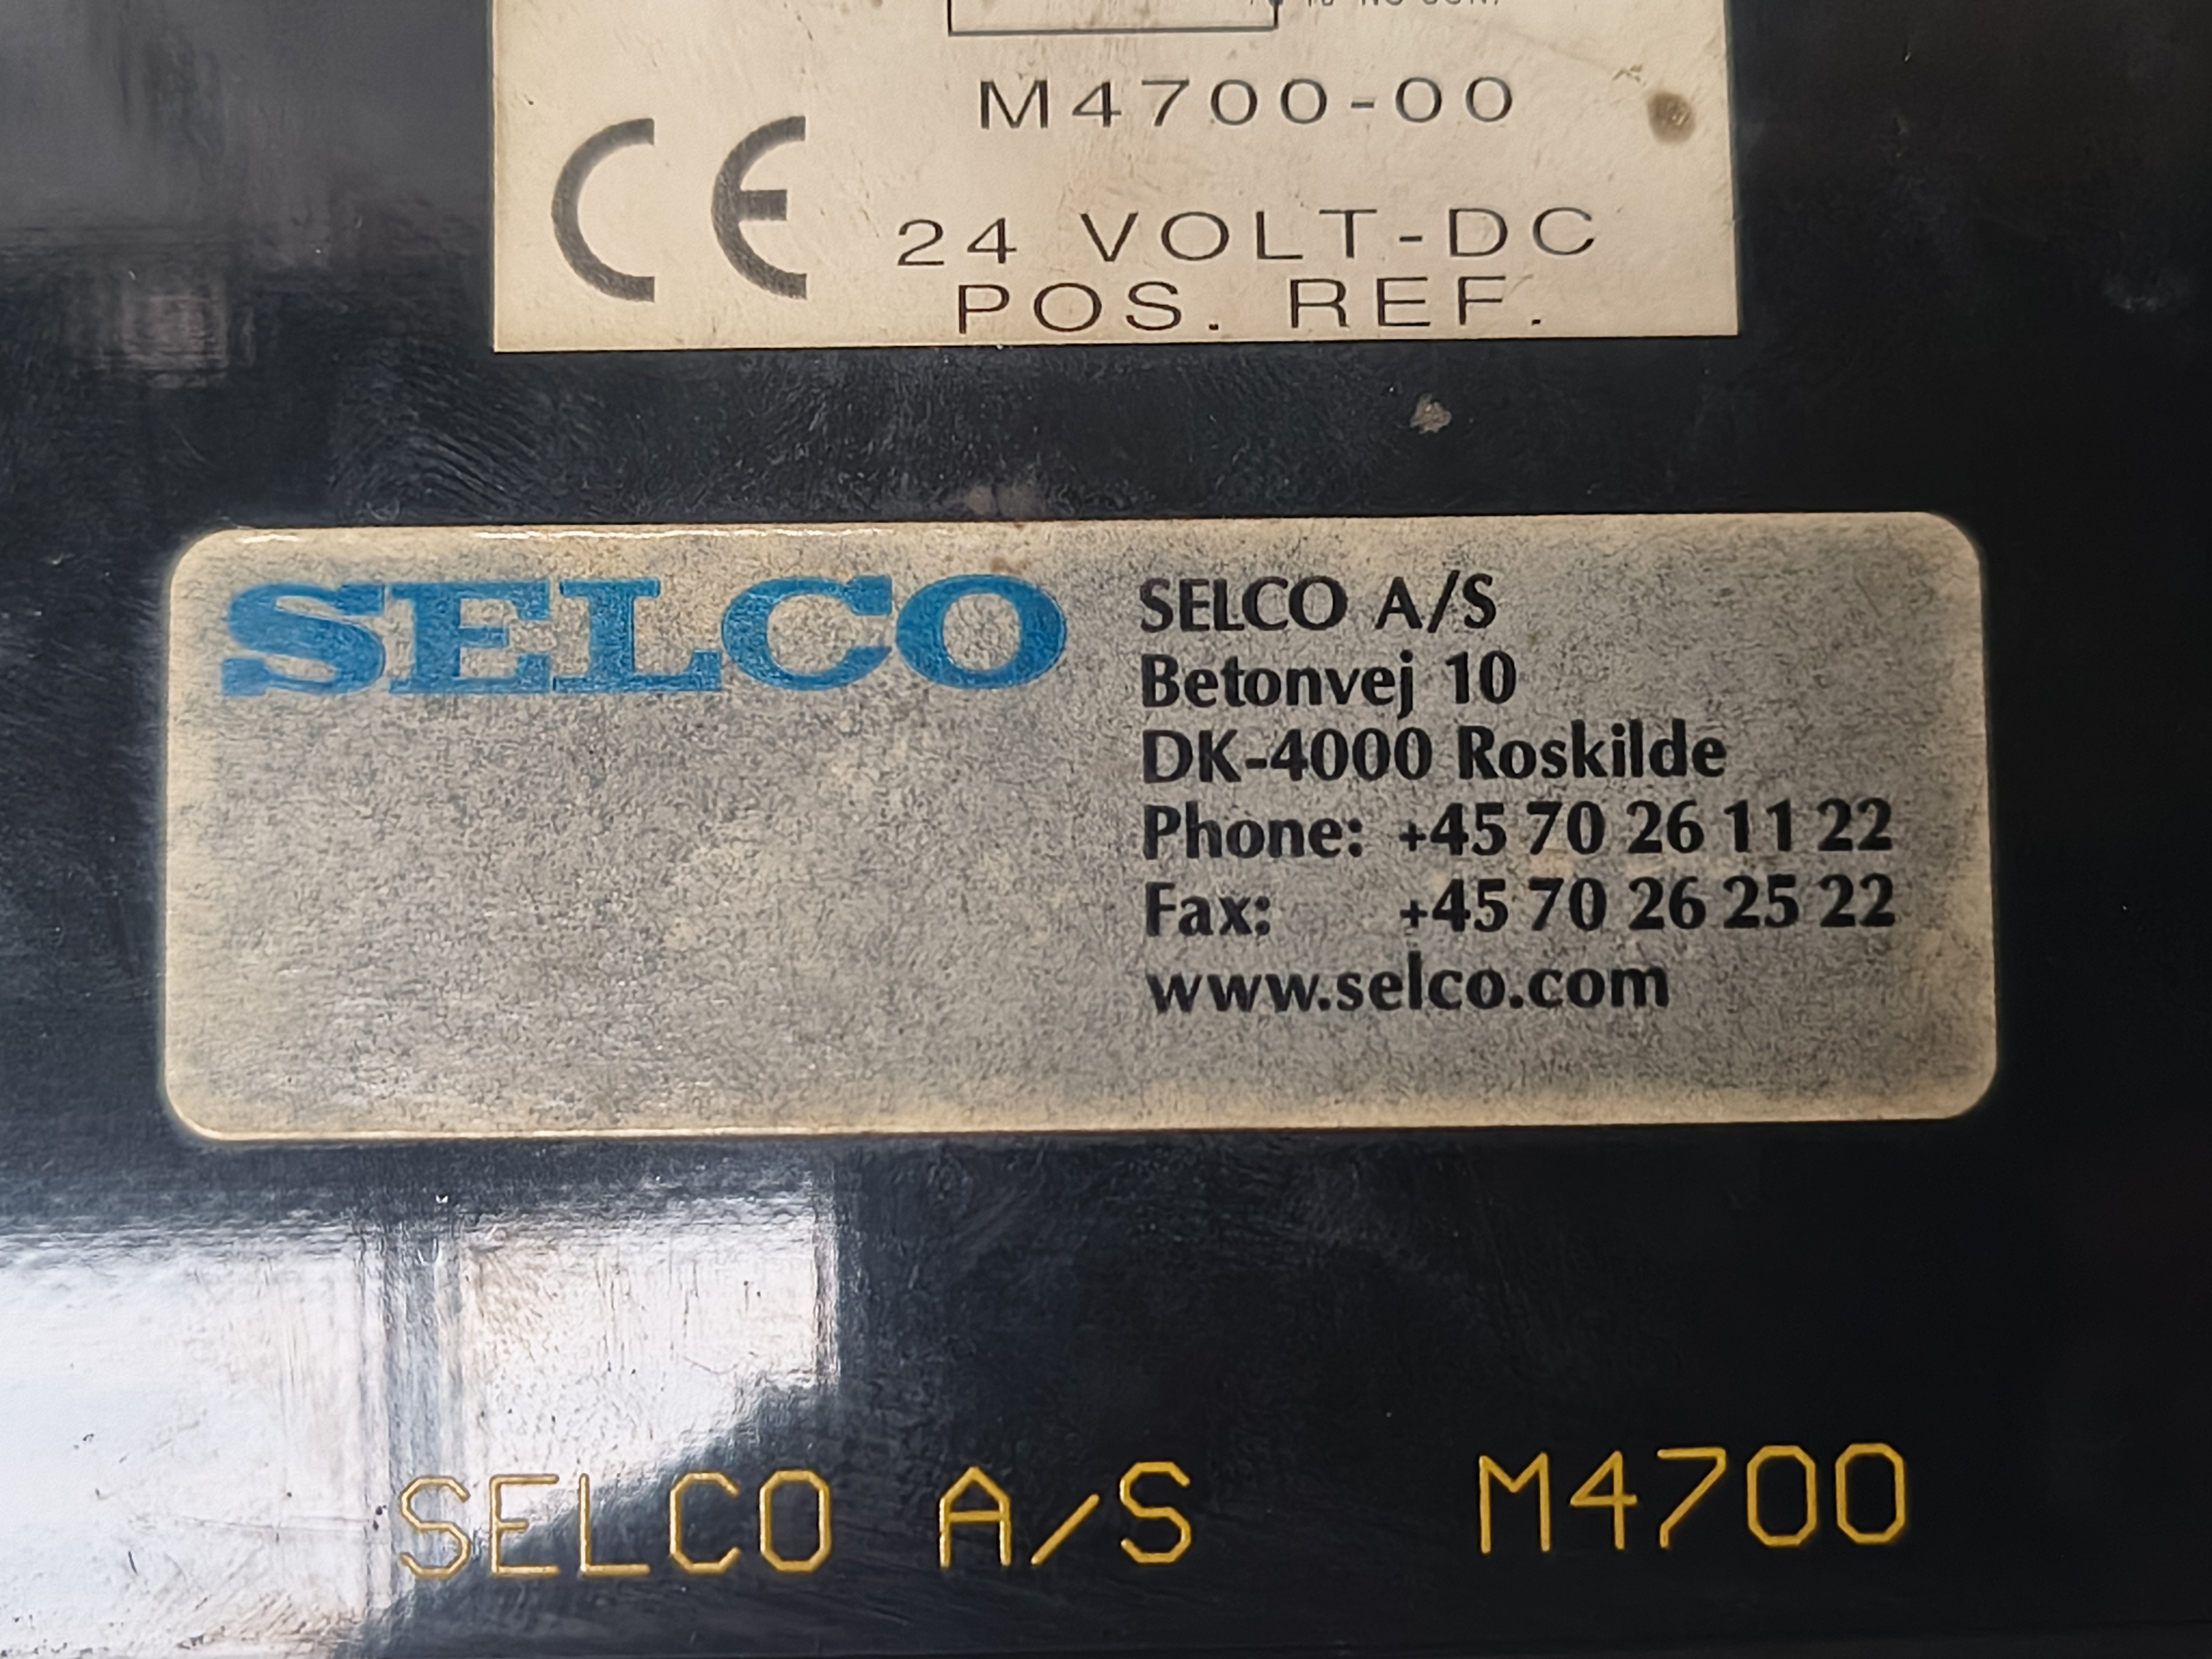 M4700-00
CE
24 VOLT-DC
POS. REF.
SELCO
SELCO A/S
Betonvej 10
DK-4000 Roskilde
Phone: +45 70 26 11 22
Fax: +45 70 26 25 22
www.selco.com
SELCO A/S M4700